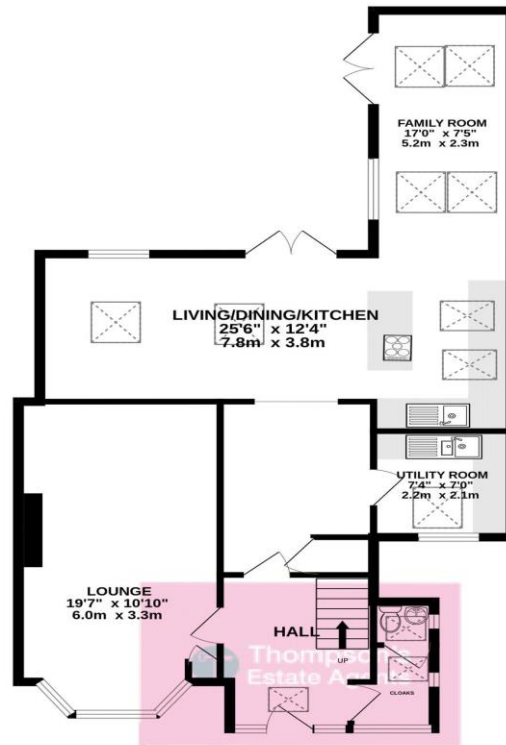 FAMILY ROOM
17'0" x 7'5"
5.2m x 2.3m
LIVING/DINING/KITCHEN
25'6" x 12'4"
7.8m x 3.8m
UTILITY ROOM
7'4" x 7'0"
2.2m x 2.1m
LOUNGE
19'7" x 10'10"
6.0m x 3.3m
HALL
UP
Thompson's
Estate Agents
CLOAKS